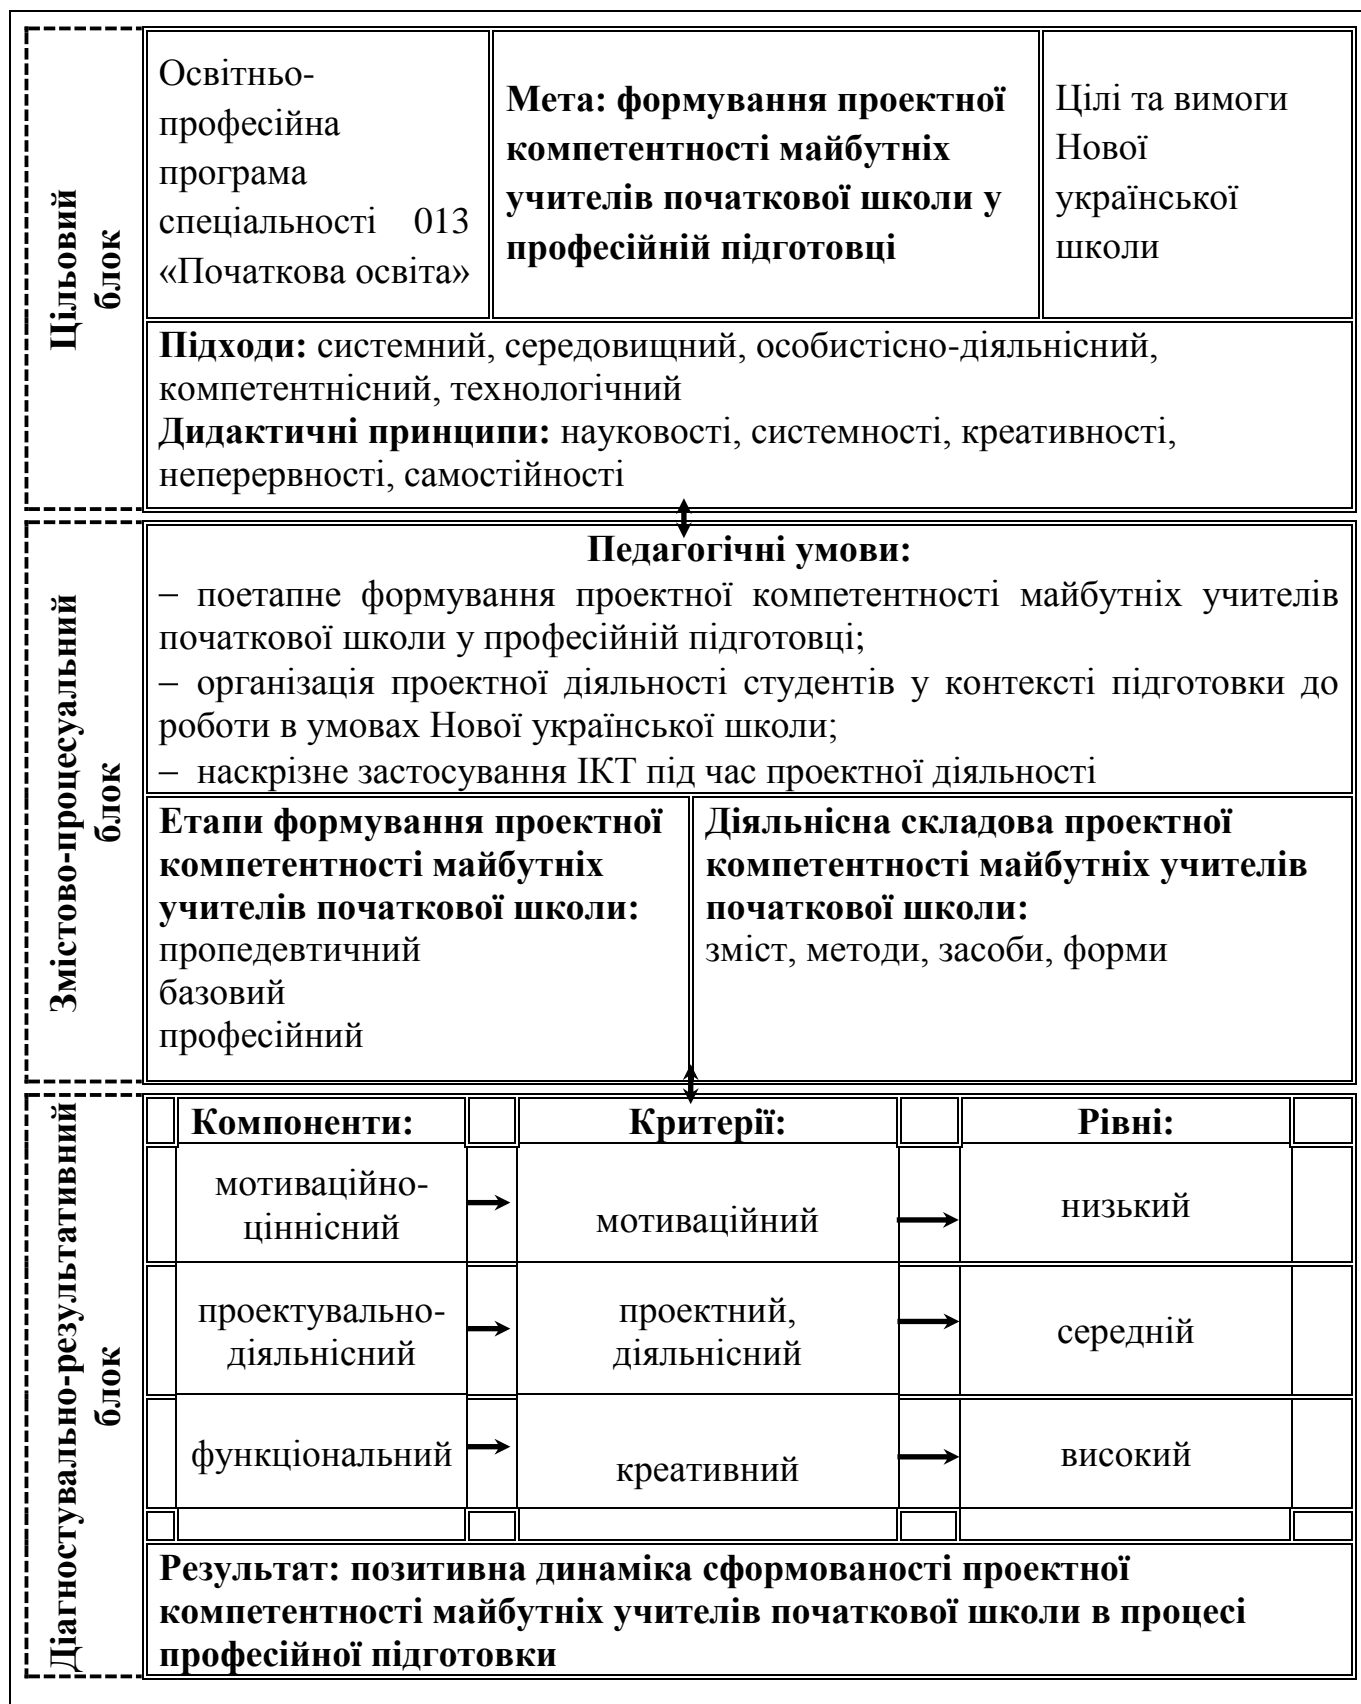 Цільовий
блок
Освітньо-
професійна
програма
спеціальності 013
«Початкова освіта»
Мета: формування проектної
компетентності майбутніх
учителів початкової школи у
професійній підготовці
Цілі та вимоги
Нової
української
школи
Підходи: системний, середовищний, особистісно-діяльнісний,
компетентнісний, технологічний
Дидактичні принципи: науковості, системності, креативності,
неперервності, самостійності
Змістово-процесуальний
блок
Педагогічні умови:
– поетапне формування проектної компетентності майбутніх учителів
початкової школи у професійній підготовці;
– організація проектної діяльності студентів у контексті підготовки до
роботи в умовах Нової української школи;
– наскрізне застосування ІКТ під час проектної діяльності
Етапи формування проектної
компетентності майбутніх
учителів початкової школи:
пропедевтичний
базовий
професійний
Діяльнісна складова проектної
компетентності майбутніх учителів
початкової школи:
зміст, методи, засоби, форми
Діагностувально-результативний
блок
Компоненти: Критерії: Рівні:
мотиваційно-
ціннісний
мотиваційний
низький
проектувально-
діяльнісний
проектний,
діяльнісний
середній
функціональний
креативний
високий
Результат: позитивна динаміка сформованості проектної
компетентності майбутніх учителів початкової школи в процесі
професійної підготовки